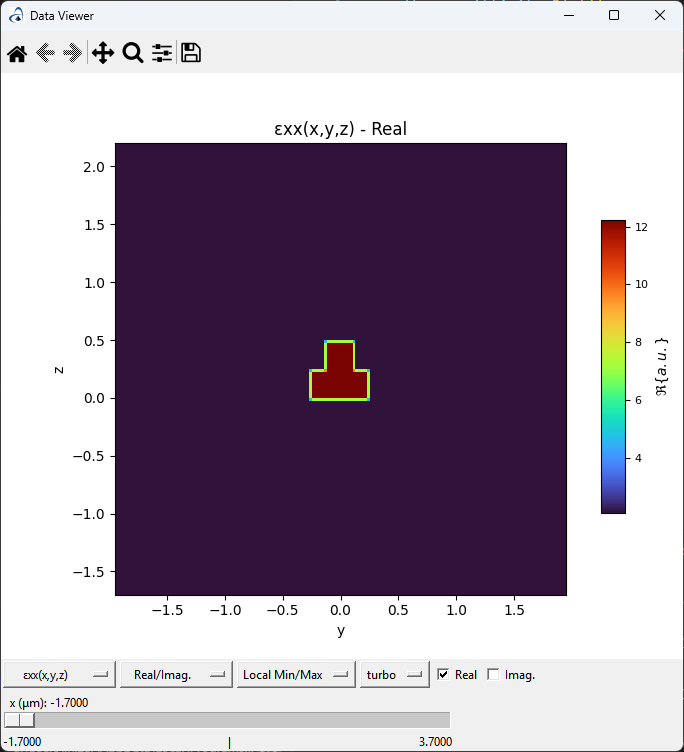 Data Viewer
εxx(x,y,z) - Real
2.0
1.5
1.0
0.5
0.0
−0.5
−1.0
−1.5
z
−1.5 −1.0 −0.5 0.0 0.5 1.0 1.5
y
12
10
8
6
4
ℜ{a.u.}
εxx(x,y,z) Real/Imag. Local Min/Max turbo Real Imag.
x (μm): -1.7000
-1.7000 | 3.7000